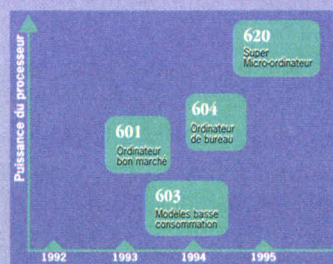 Puissance du processeur
620
Super
Micro-ordinateur
604
Ordinateur
de bureau
601
Ordinateur
bon marché
603
Modèles basse
consommation
1992
1993
1994
1995